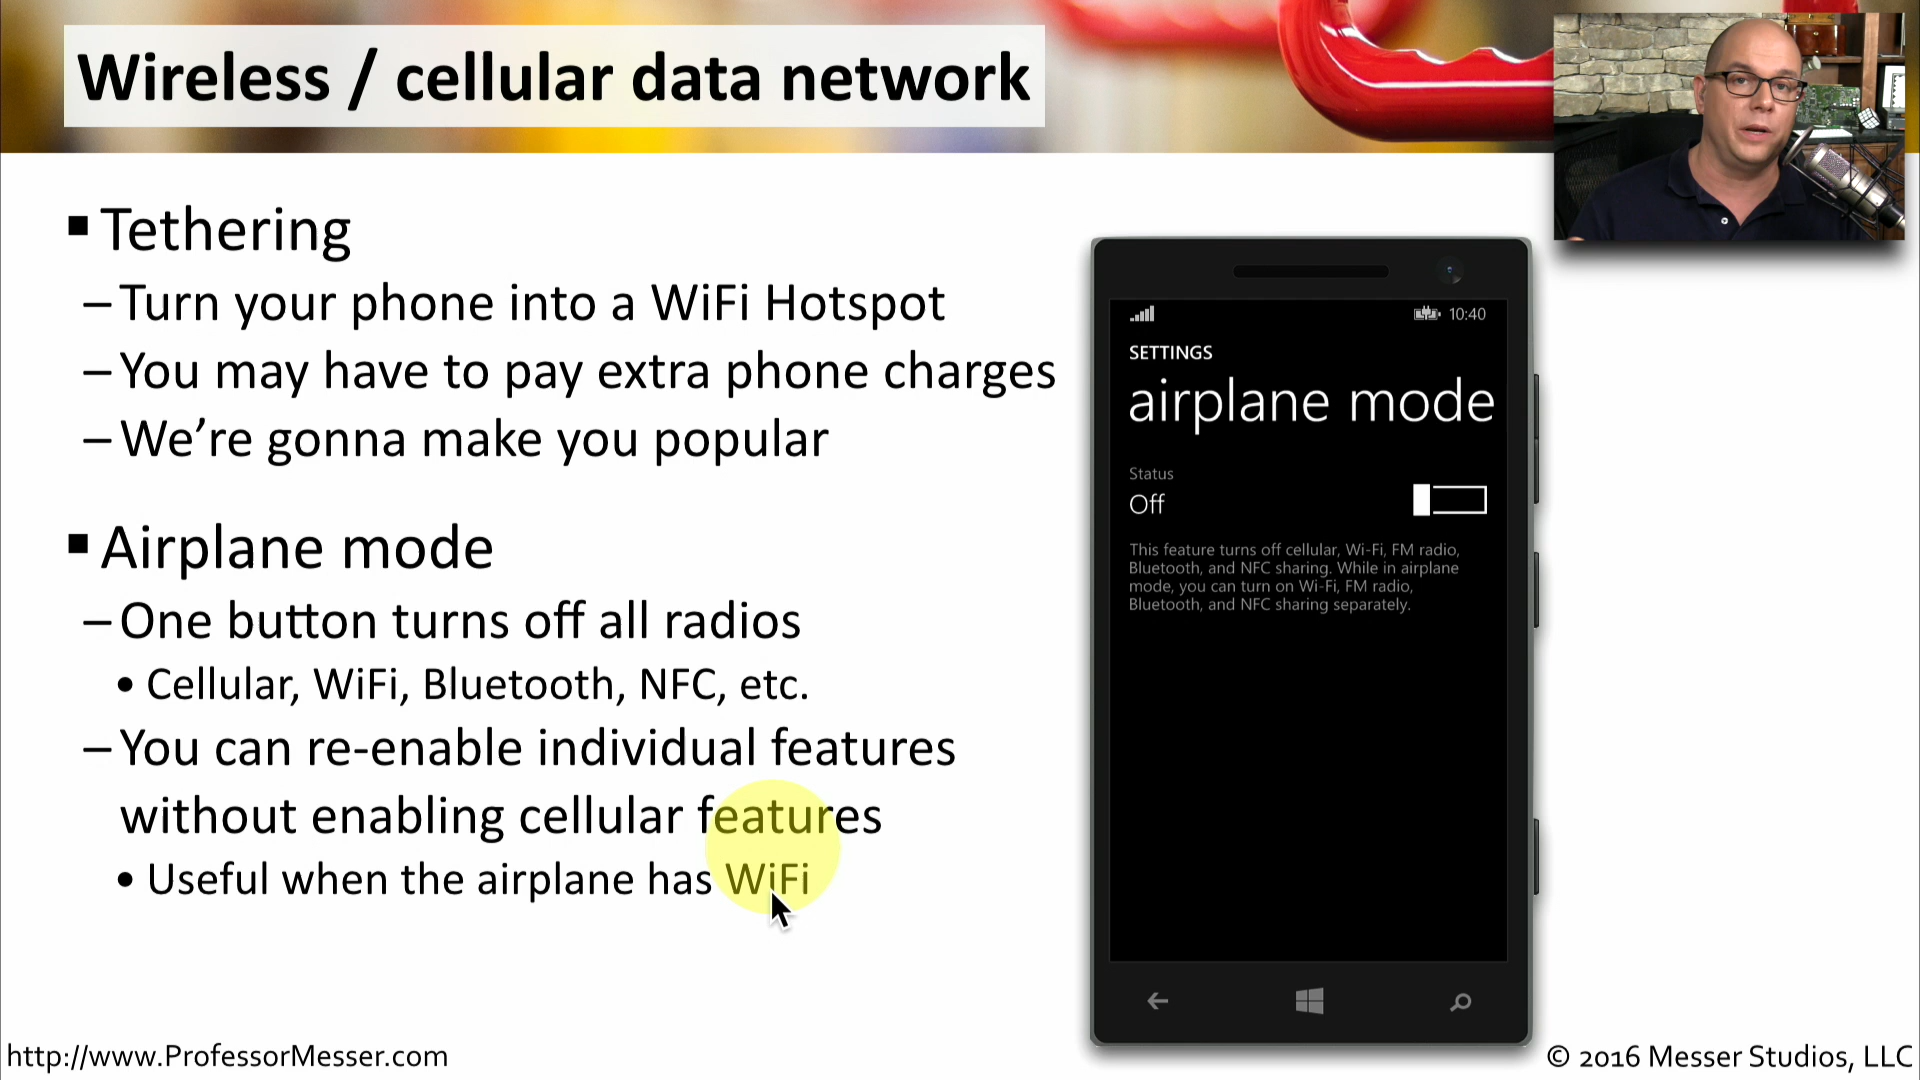 Wireless / cellular data network
▪ Tethering
– Turn your phone into a WiFi Hotspot
– You may have to pay extra phone charges
– We’re gonna make you popular
▪ Airplane mode
– One button turns off all radios
• Cellular, WiFi, Bluetooth, NFC, etc.
– You can re-enable individual features
without enabling cellular features
• Useful when the airplane has WiFi
10:40
SETTINGS
airplane mode
Status
Off
This feature turns off cellular, Wi-Fi, FM radio,
Bluetooth, and NFC sharing. While in airplane
mode, you can turn on Wi-Fi, FM radio,
Bluetooth, and NFC sharing separately.
http://www.ProfessorMesser.com
© 2016 Messer Studios, LLC